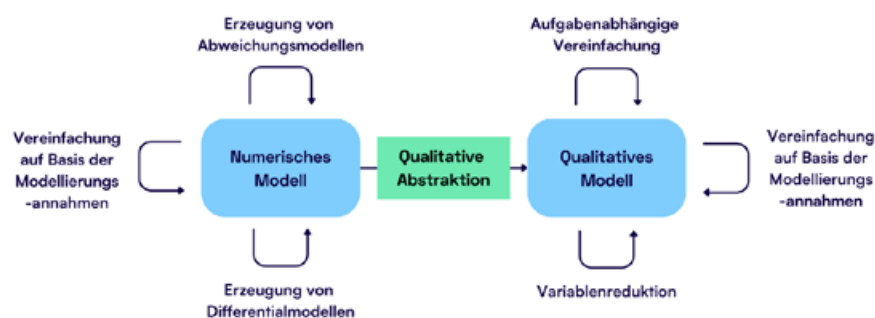 Erzeugung von
Abweichungsmodellen
Aufgabenabhängige
Vereinfachung
Vereinfachung
auf Basis der
Modellierungs
-annahmen
Numerisches
Modell
Qualitative
Abstraktion
Qualitatives
Modell
Vereinfachung
auf Basis der
Modellierungs
-annahmen
Erzeugung von
Differentialmodellen
Variablenreduktion